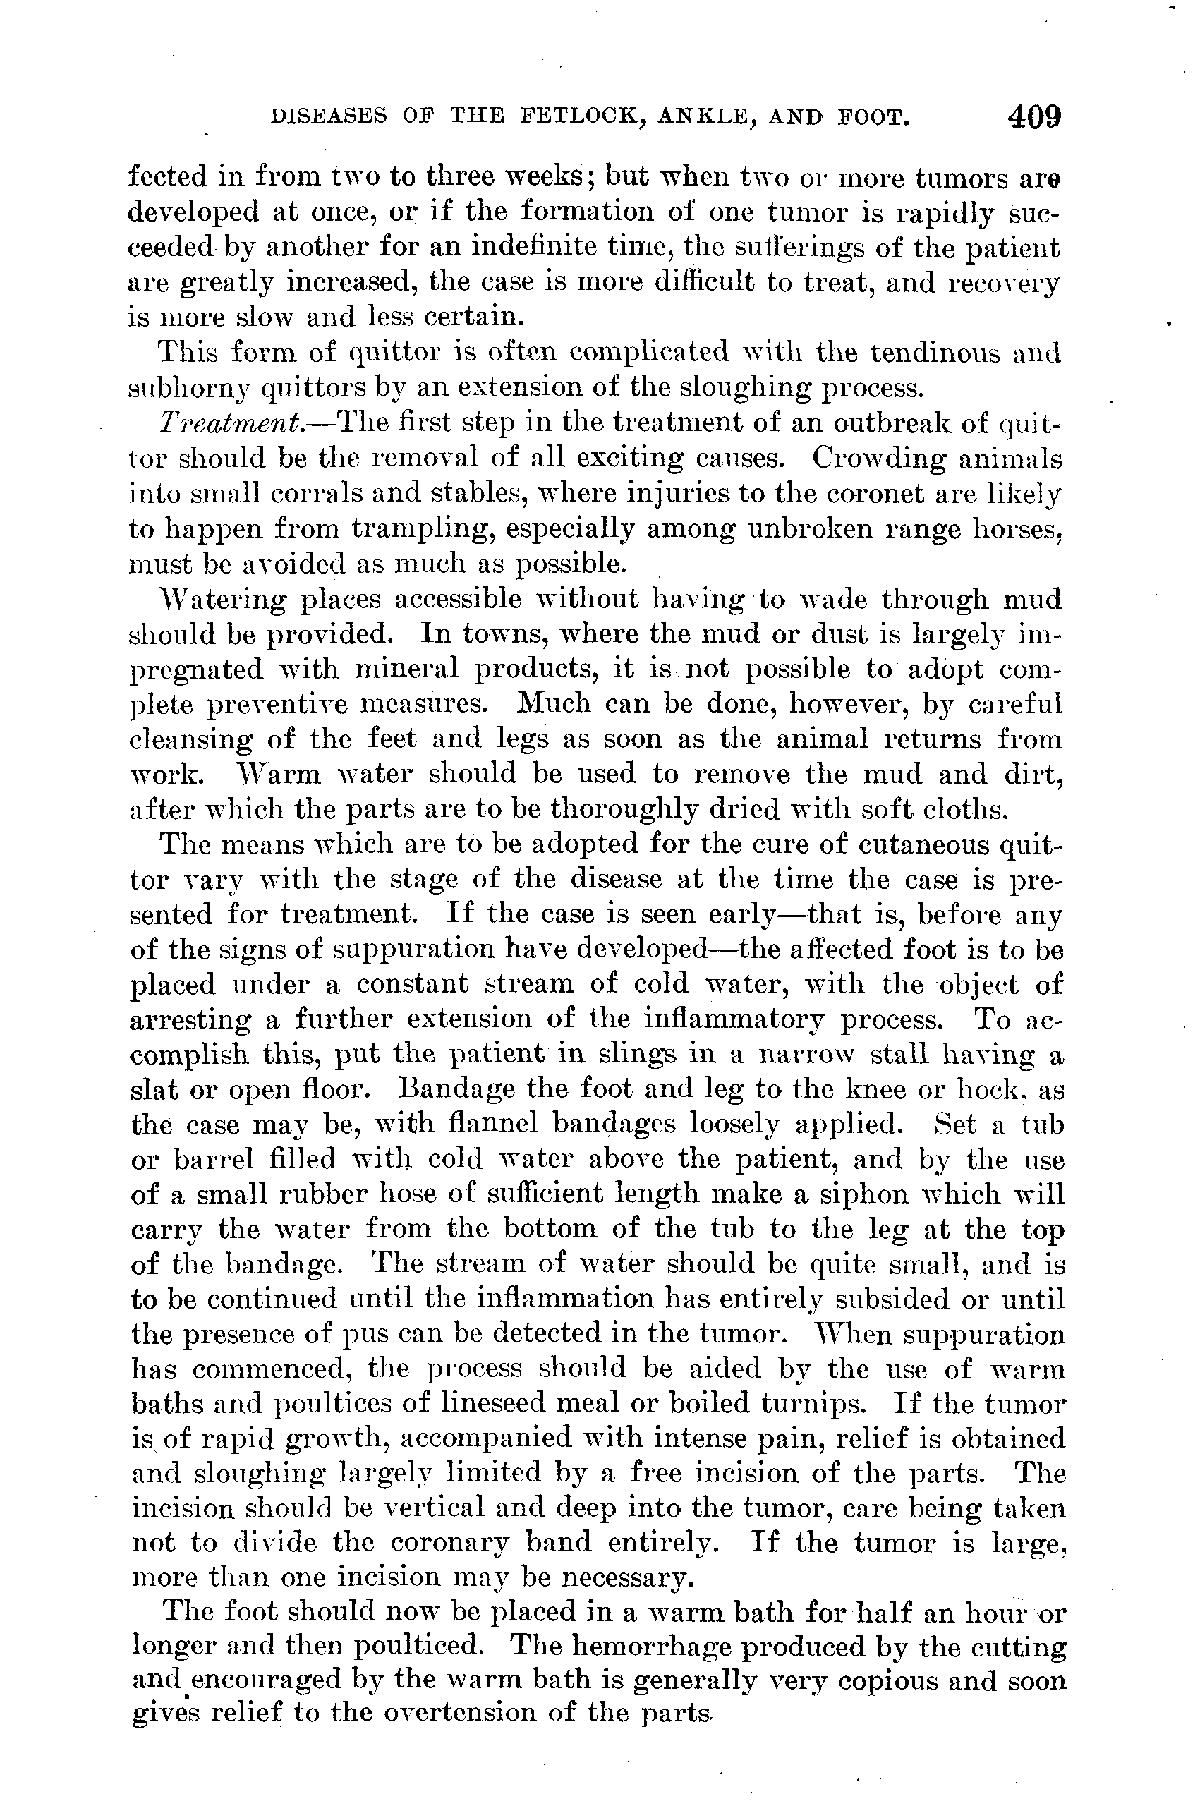 DISEASES OF THE FETLOCK, ANKLE, AND FOOT. 409
fected in from two to three weeks; but when two or more tumors are
developed at once, or if the formation of one tumor is rapidly suc-
ceeded by another for an indefinite time, the sufferings of the patient
are greatly increased, the case is more difficult to treat, and recovery
is more slow and less certain.
This form of quittor is often complicated with the tendinous and
subhorny quittors by an extension of the sloughing process.
Treatment.—The first step in the treatment of an outbreak of quit-
tor should be the removal of all exciting causes. Crowding animals
into small corrals and stables, where injuries to the coronet are likely
to happen from trampling, especially among unbroken range horses,
must be avoided as much as possible.
Watering places accessible without having to wade through mud
should be provided. In towns, where the mud or dust is largely im-
pregnated with mineral products, it is not possible to adopt com-
plete preventive measures. Much can be done, however, by careful
cleansing of the feet and legs as soon as the animal returns from
work. Warm water should be used to remove the mud and dirt,
after which the parts are to be thoroughly dried with soft cloths.
The means which are to be adopted for the cure of cutaneous quit-
tor vary with the stage of the disease at the time the case is pre-
sented for treatment. If the case is seen early—that is, before any
of the signs of suppuration have developed—the affected foot is to be
placed under a constant stream of cold water, with the object of
arresting a further extension of the inflammatory process. To ac-
complish this, put the patient in slings in a narrow stall having a
slat or open floor. Bandage the foot and leg to the knee or hock, as
the case may be, with flannel bandages loosely applied. Set a tub
or barrel filled with cold water above the patient, and by the use
of a small rubber hose of sufficient length make a siphon which will
carry the water from the bottom of the tub to the leg at the top
of the bandage. The stream of water should be quite small, and is
to be continued until the inflammation has entirely subsided or until
the presence of pus can be detected in the tumor. When suppuration
has commenced, the process should be aided by the use of warm
baths and poultices of lineseed meal or boiled turnips. If the tumor
is of rapid growth, accompanied with intense pain, relief is obtained
and sloughing largely limited by a free incision of the parts. The
incision should be vertical and deep into the tumor, care being taken
not to divide the coronary band entirely. If the tumor is large,
more than one incision may be necessary.
The foot should now be placed in a warm bath for half an hour or
longer and then poulticed. The hemorrhage produced by the cutting
and encouraged by the warm bath is generally very copious and soon
gives relief to the overtension of the parts.